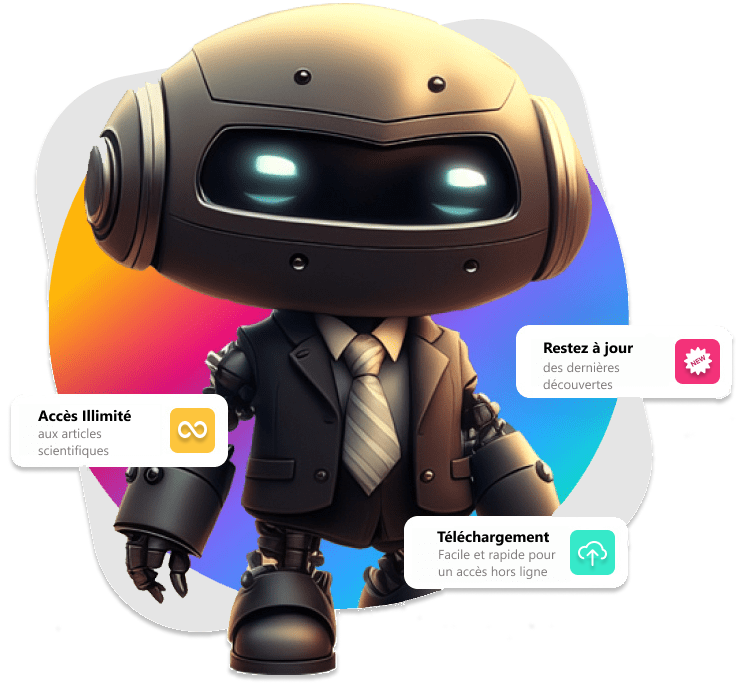 Restez à jour
des dernières
découvertes
NEW
Accès Illimité
aux articles
scientifiques
Téléchargement
Facile et rapide pour
un accès hors ligne